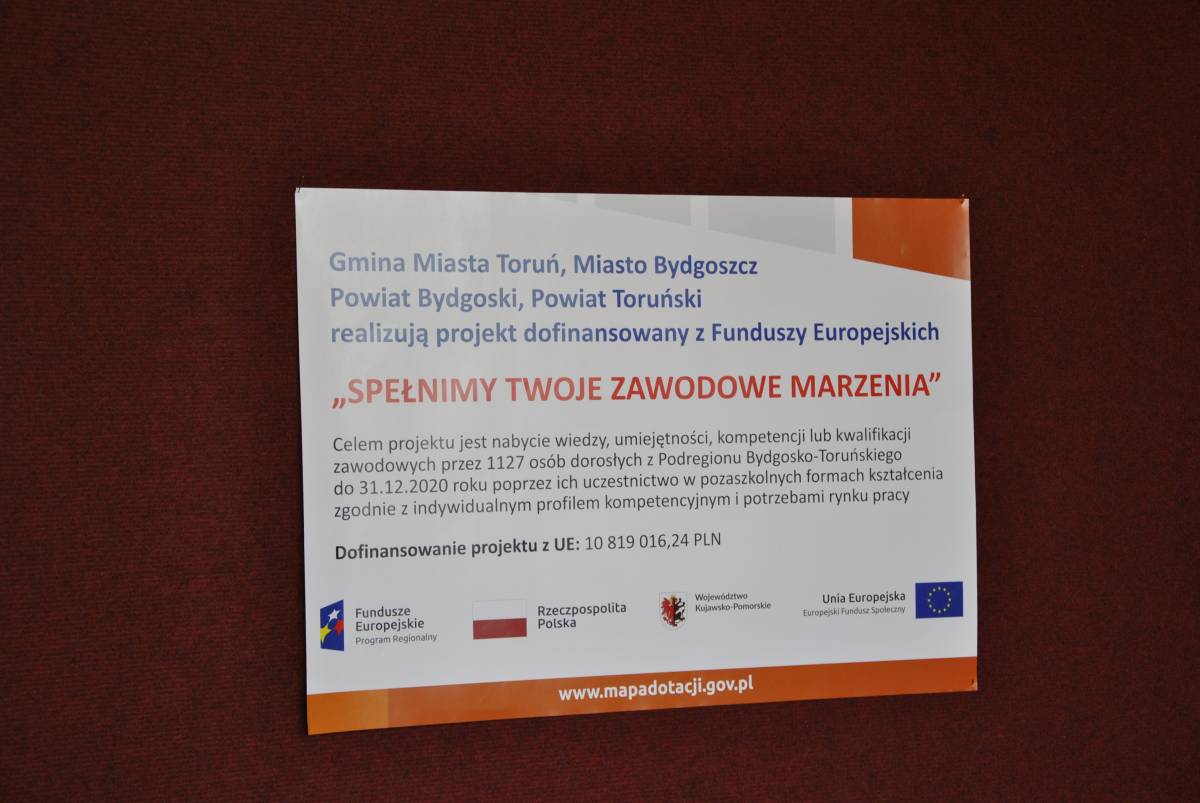 Gmina Miasta Toruń, Miasto Bydgoszcz
Powiat Bydgoski, Powiat Toruński
realizują projekt dofinansowany z Funduszy Europejskich
„SPEŁNIMY TWOJE ZAWODOWE MARZENIA”
Celem projektu jest nabycie wiedzy, umiejętności, kompetencji lub kwalifikacji
zawodowych przez 1127 osób dorosłych z Podregionu Bydgosko-Toruńskiego
do 31.12.2020 roku poprzez ich uczestnictwo w pozaszkolnych formach kształcenia
zgodnie z indywidualnym profilem kompetencyjnym i potrzebami rynku pracy
Dofinansowanie projektu z UE: 10 819 016,24 PLN
Fundusze
Europejskie
Program Regionalny
Rzeczpospolita
Polska
Województwo
Kujawsko-Pomorskie
Unia Europejska
Europejski Fundusz Społeczny
www.mapadotacji.gov.pl